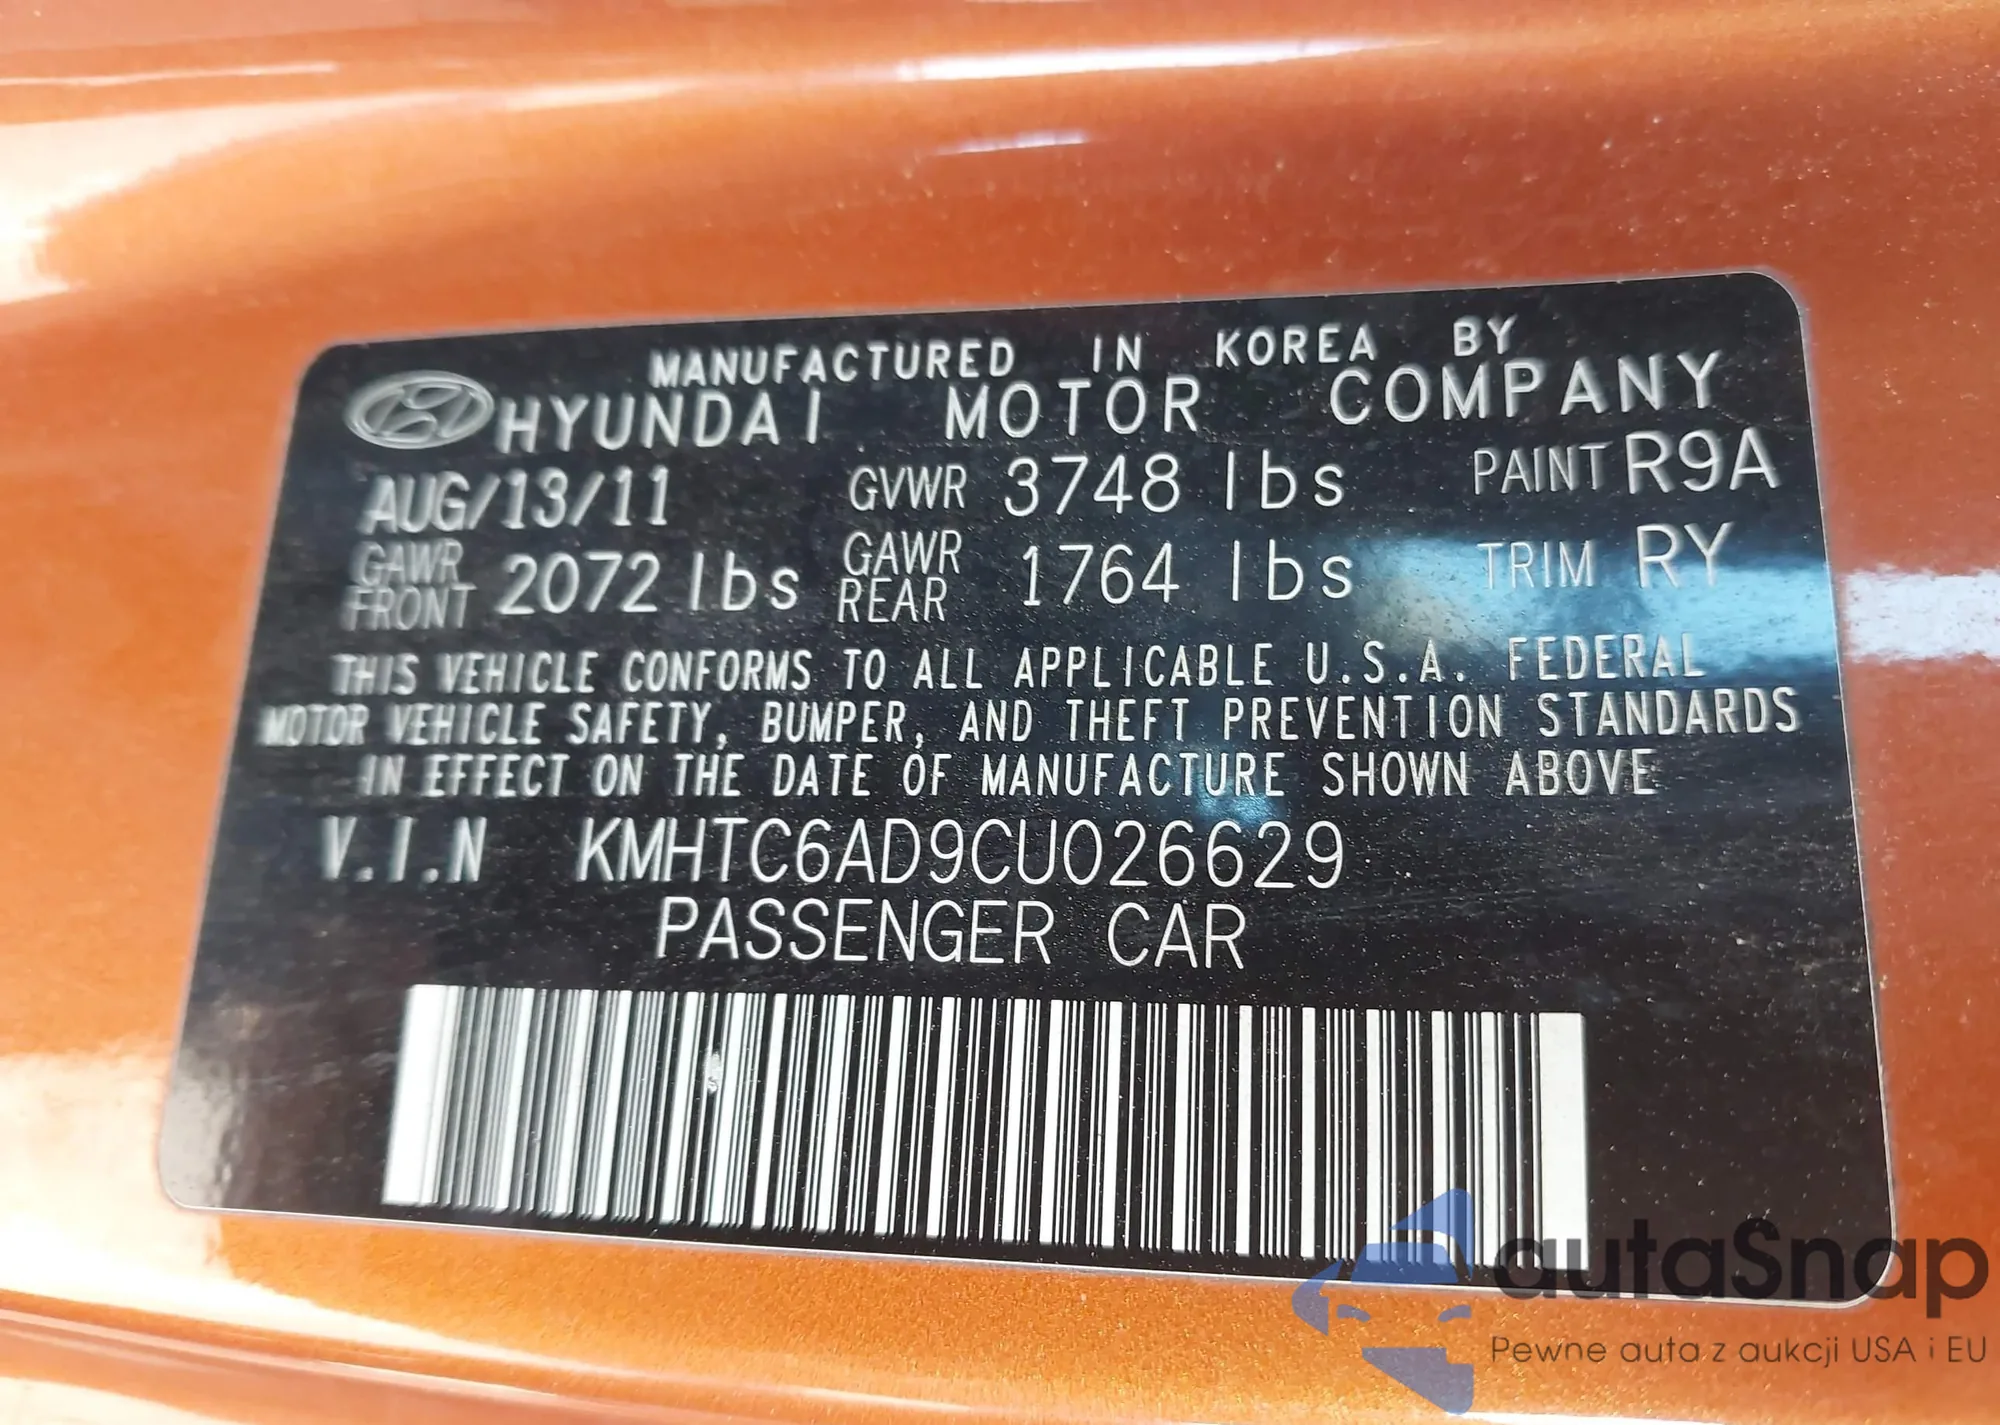 MANUFACTURED IN KOREA BY
HYUNDAI MOTOR COMPANY
AUG/13/11 GVWR 3748 lbs PAINT R9A
GAWR FRONT 2072 lbs GAWR REAR 1764 lbs TRIM RY
THIS VEHICLE CONFORMS TO ALL APPLICABLE U.S.A. FEDERAL
MOTOR VEHICLE SAFETY, BUMPER, AND THEFT PREVENTION STANDARDS
IN EFFECT ON THE DATE OF MANUFACTURE SHOWN ABOVE
V.I.N KMHTC6AD9CU026629
PASSENGER CAR
autaSnap
Pewne auta z aukcji USA i EU